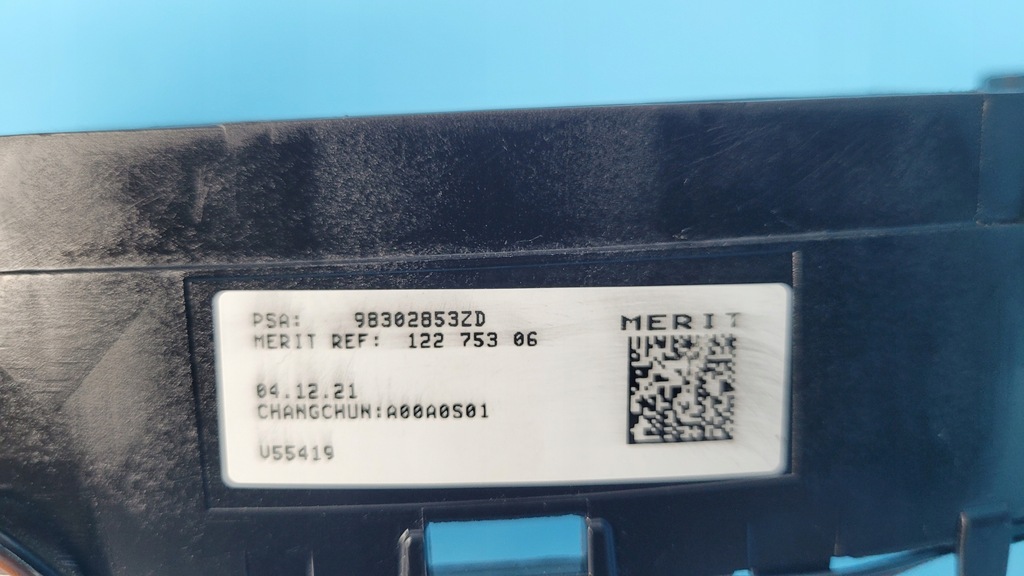 PSA: 98302853ZD
MERIT REF: 122 753 06
MERIT
04.12.21
CHANGCHUN:A00A0S01
V55419